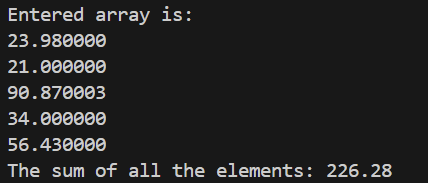 Entered array is:
23.980000
21.000000
90.870003
34.000000
56.430000
The sum of all the elements: 226.28